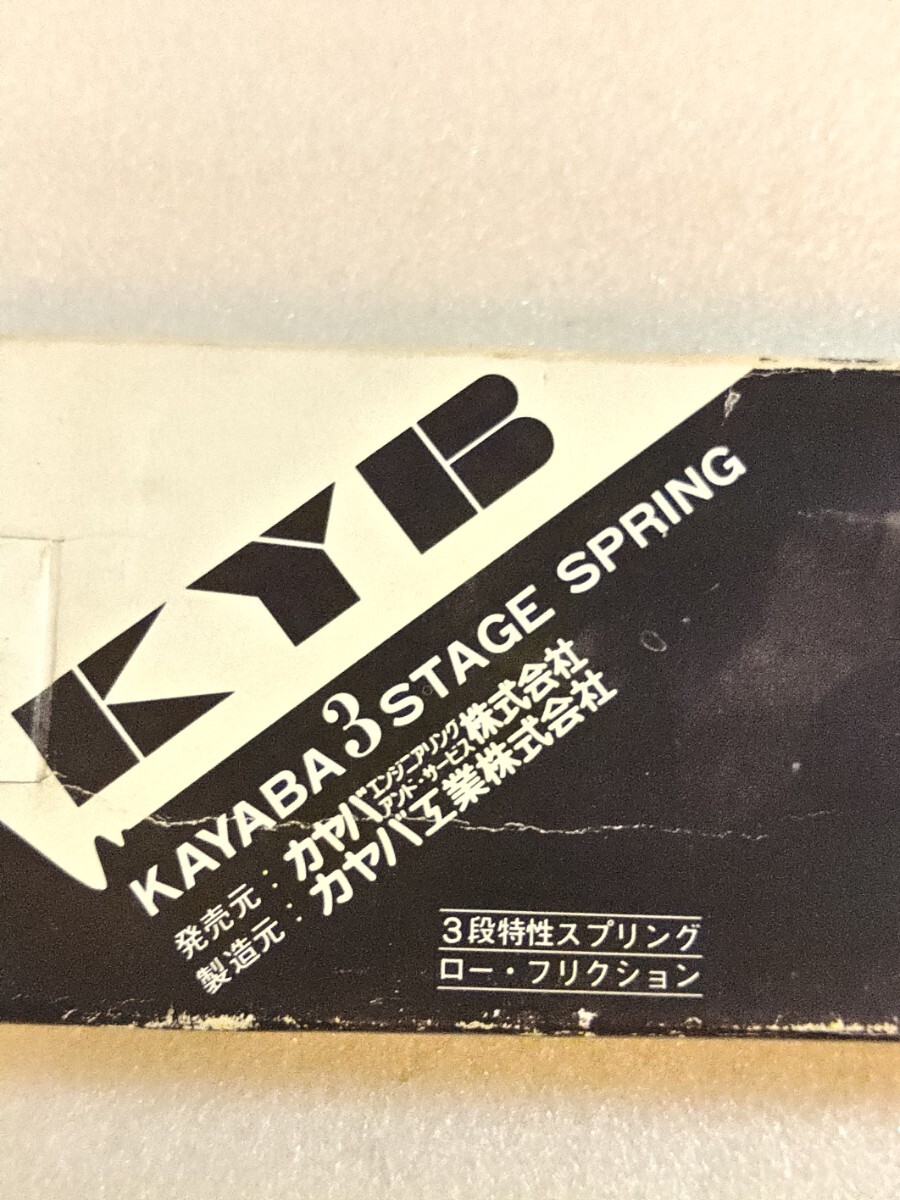 KYB
KAYABA 3 STAGE SPRING
発売元：カヤバエンジニアリングアンド・サービス株式会社
製造元：カヤバ工業株式会社
3段特性スプリング
ロー・フリクション